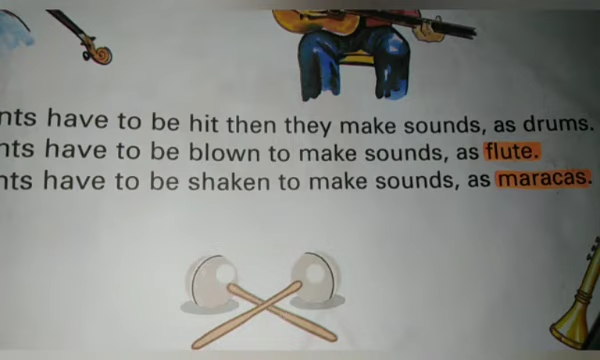 nts have to be hit then they make sounds, as drums.
nts have to be blown to make sounds, as flute.
nts have to be shaken to make sounds, as maracas.